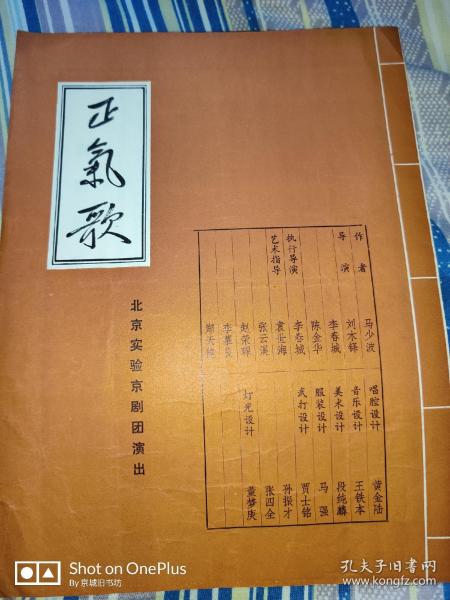 正氣歌
北京实验京剧团演出
作者 马少波
导演 刘木铎
李春城
陈金华
执行导演 李春城
艺术指导 袁世海
张云溪
赵荣琛
李慕良
唱腔设计 黄金陆
音乐设计 王铁本
美术设计 段纯麟
服装设计 马强
武打设计 贾士铭
孙振才
张四全
灯光设计 董梦庚
Shot on OnePlus
By 京城旧书坊
孔夫子旧书网
www.kongfz.com